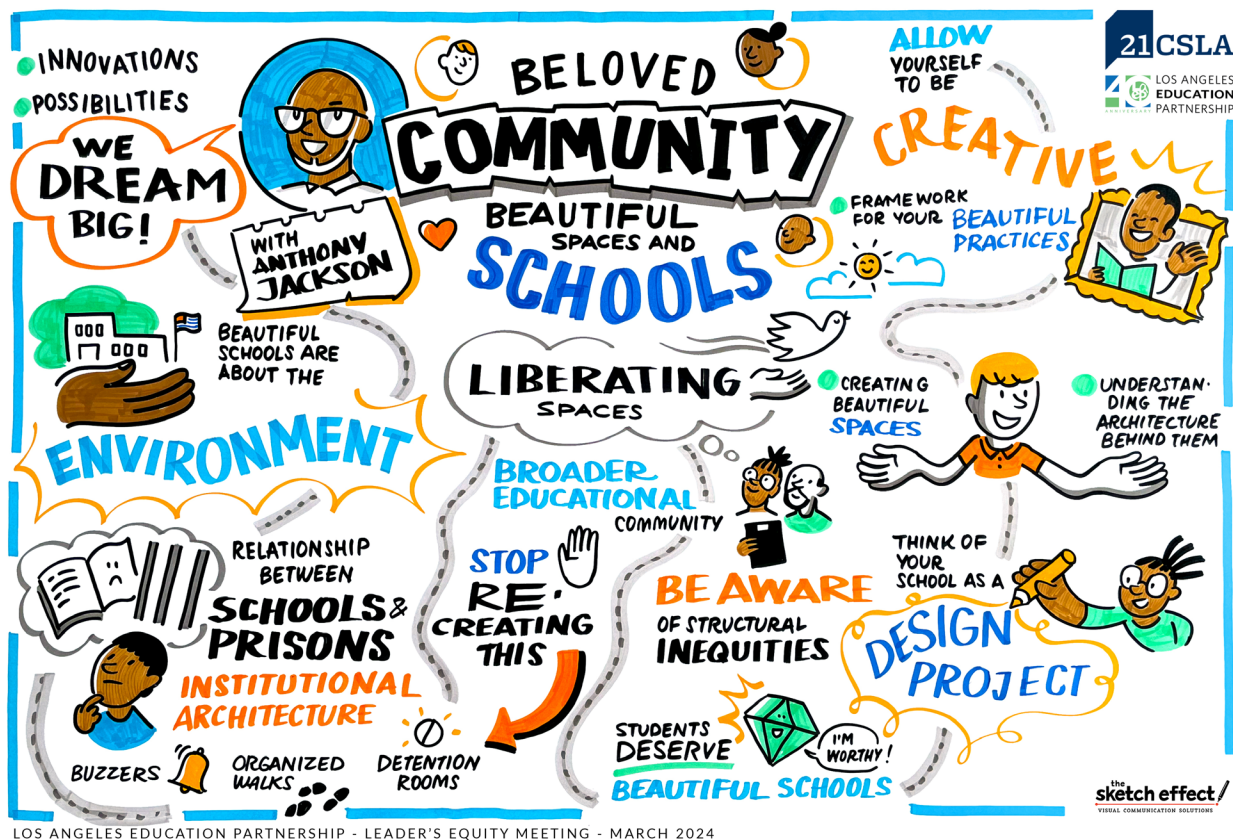 INNOVATIONS
POSSIBILITIES
WE
DREAM
BIG!
WITH
ANTHONY
JACKSON
BELOVED
COMMUNITY
BEAUTIFUL
SPACES AND
SCHOOLS
ALLOW
YOURSELF
TO BE
CREATIVE
21CSLA
40
ANNIVERSARY
LOS ANGELES
EDUCATION
PARTNERSHIP
FRAMEWORK
FOR YOUR BEAUTIFUL
PRACTICES
BEAUTIFUL
SCHOOLS ARE
ABOUT THE
ENVIRONMENT
LIBERATING
SPACES
CREATING
BEAUTIFUL
SPACES
UNDERSTAN·
DING THE
ARCHITECTURE
BEHIND THEM
BROADER
EDUCATIONAL
COMMUNITY
RELATIONSHIP
BETWEEN
SCHOOLS &
PRISONS
INSTITUTIONAL
ARCHITECTURE
BUZZERS
ORGANIZED
WALKS
DETENTION
ROOMS
STOP
RE·
CREATING
THIS
BE AWARE
OF STRUCTURAL
INEQUITIES
THINK OF
YOUR
SCHOOL AS A
DESIGN
PROJECT
STUDENTS
DESERVE
BEAUTIFUL SCHOOLS
I'M
WORTHY!
the
sketch effect
VISUAL COMMUNICATION SOLUTIONS
LOS ANGELES EDUCATION PARTNERSHIP - LEADER'S EQUITY MEETING - MARCH 2024